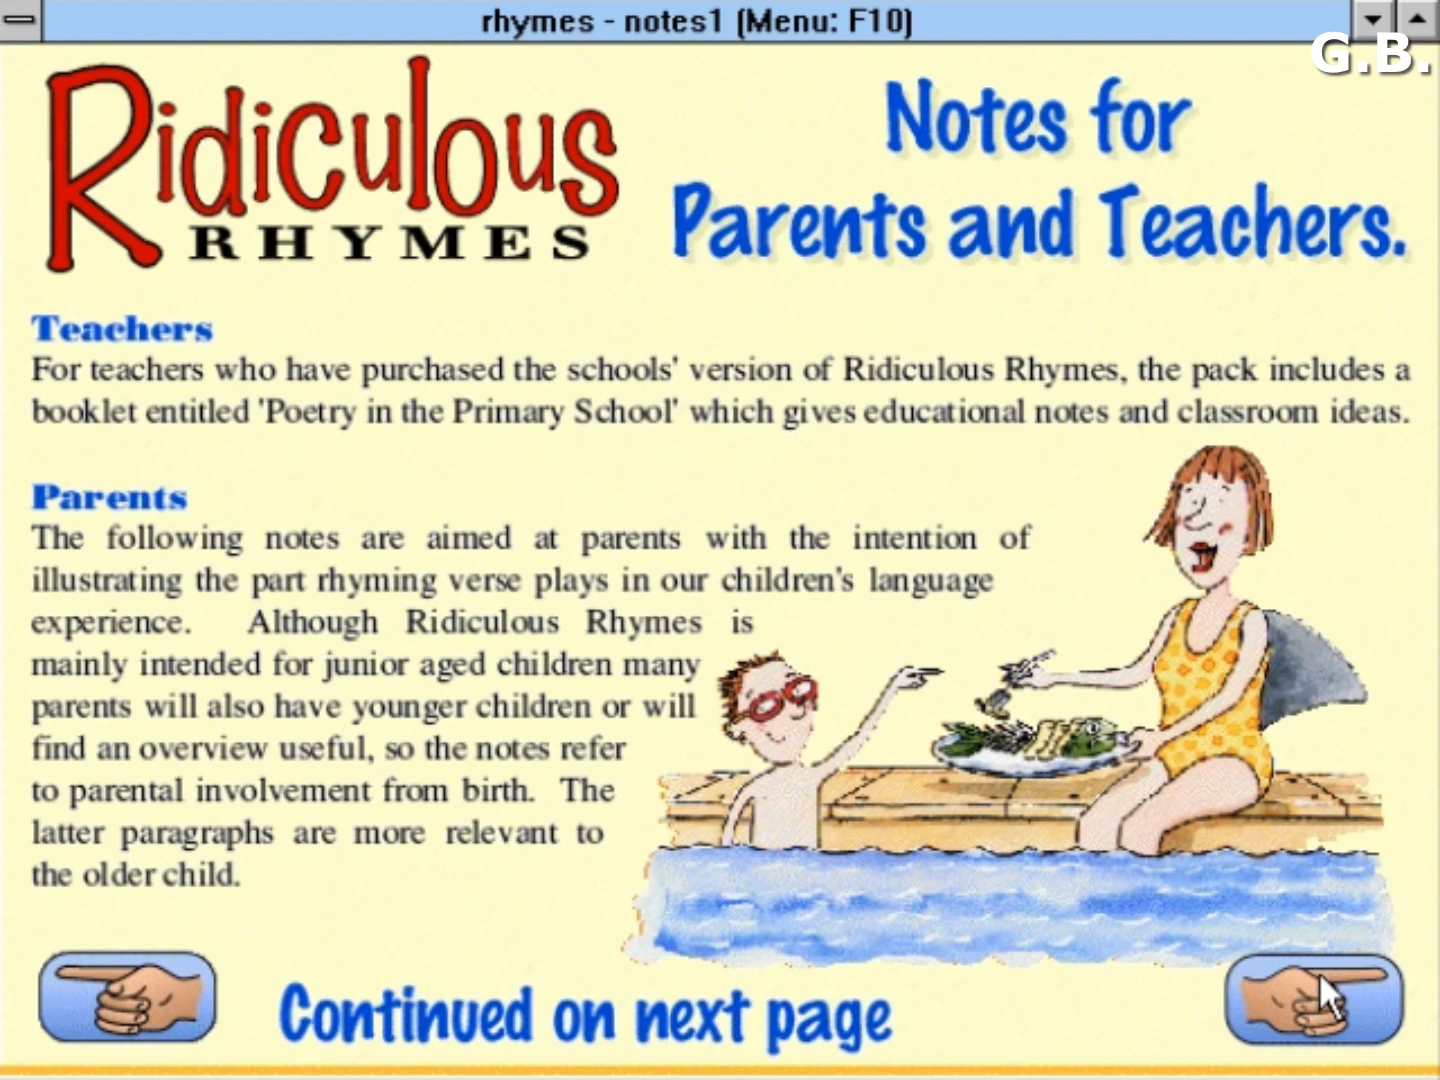 rhymes - notes1 (Menu: F10)
G.B.
Ridiculous
RHYMES
Notes for
Parents and Teachers.
Teachers
For teachers who have purchased the schools' version of Ridiculous Rhymes, the pack includes a
booklet entitled 'Poetry in the Primary School' which gives educational notes and classroom ideas.
Parents
The following notes are aimed at parents with the intention of
illustrating the part rhyming verse plays in our children's language
experience. Although Ridiculous Rhymes is
mainly intended for junior aged children many
parents will also have younger children or will
find an overview useful, so the notes refer
to parental involvement from birth. The
latter paragraphs are more relevant to
the older child.
Continued on next page